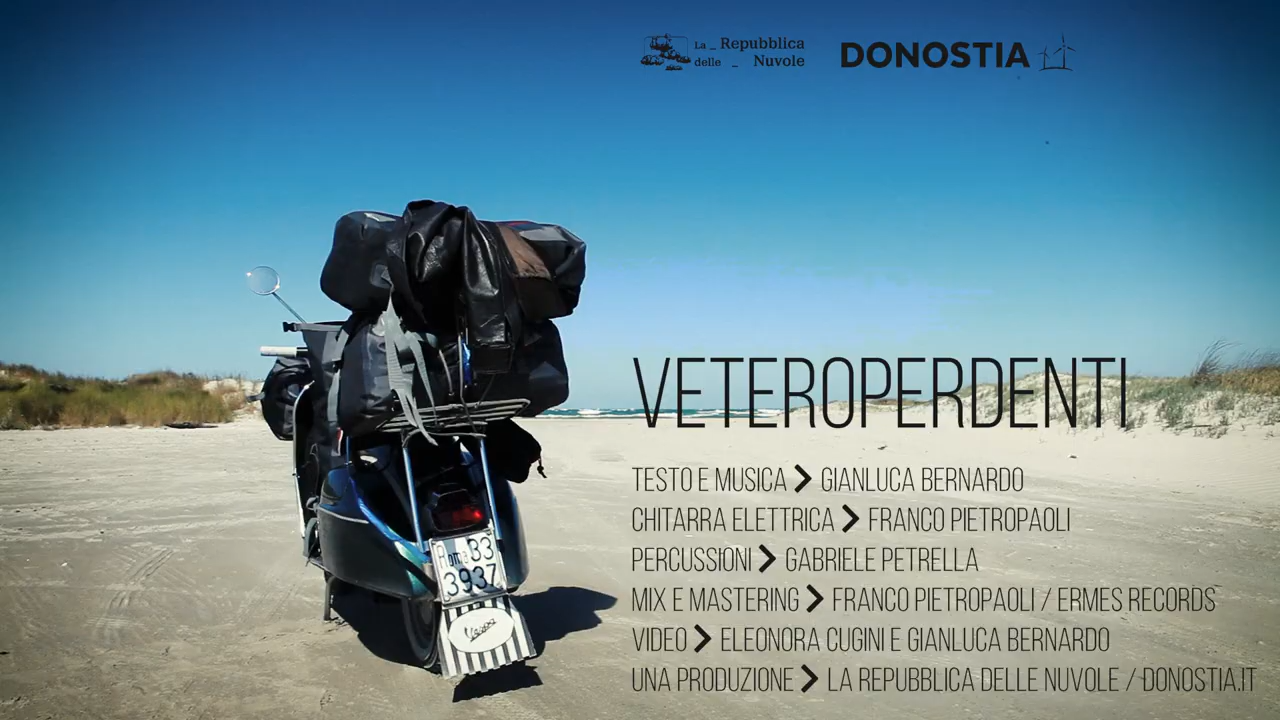 La _ Repubblica
delle _ Nuvole
DONOSTIA
VETEROPERDENTI
TESTO E MUSICA > GIANLUCA BERNARDO
CHITARRA ELETTRICA > FRANCO PIETROPAOLI
PERCUSSIONI > GABRIELE PETRELLA
MIX E MASTERING > FRANCO PIETROPAOLI / ERMES RECORDS
VIDEO > ELEONORA CUGINI E GIANLUCA BERNARDO
UNA PRODUZIONE > LA REPUBBLICA DELLE NUVOLE / DONOSTIA.IT
Roma 33
3937
Vespa